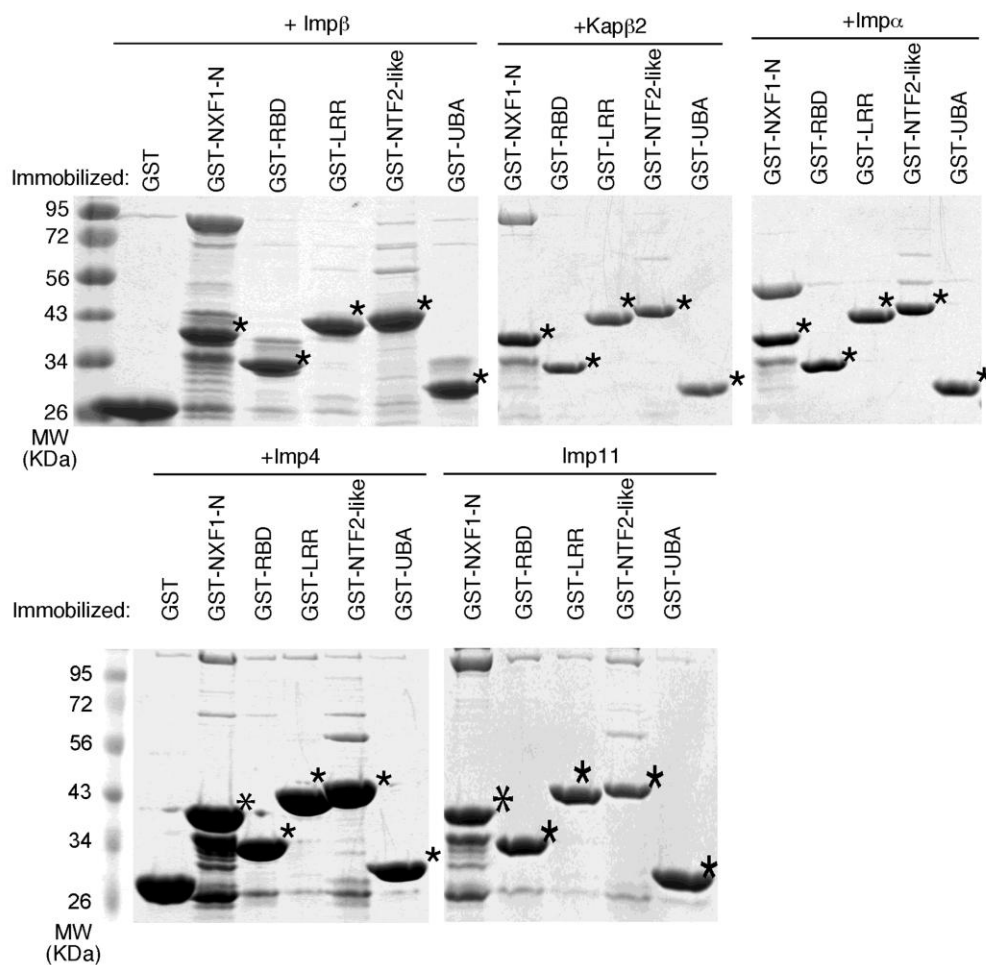 + Impβ
+Kapβ2
+Impα
Immobilized:
GST
GST-NXF1-N
GST-RBD
GST-LRR
GST-NTF2-like
GST-UBA
GST-NXF1-N
GST-RBD
GST-LRR
GST-NTF2-like
GST-UBA
GST-NXF1-N
GST-RBD
GST-LRR
GST-NTF2-like
GST-UBA
95
72
56
43
34
26
MW
(KDa)
* * * * *
* * * * *
* * * * *
+Imp4
Imp11
Immobilized:
GST
GST-NXF1-N
GST-RBD
GST-LRR
GST-NTF2-like
GST-UBA
GST-NXF1-N
GST-RBD
GST-LRR
GST-NTF2-like
GST-UBA
95
72
56
43
34
26
MW
(KDa)
* * * * *
* * * * *